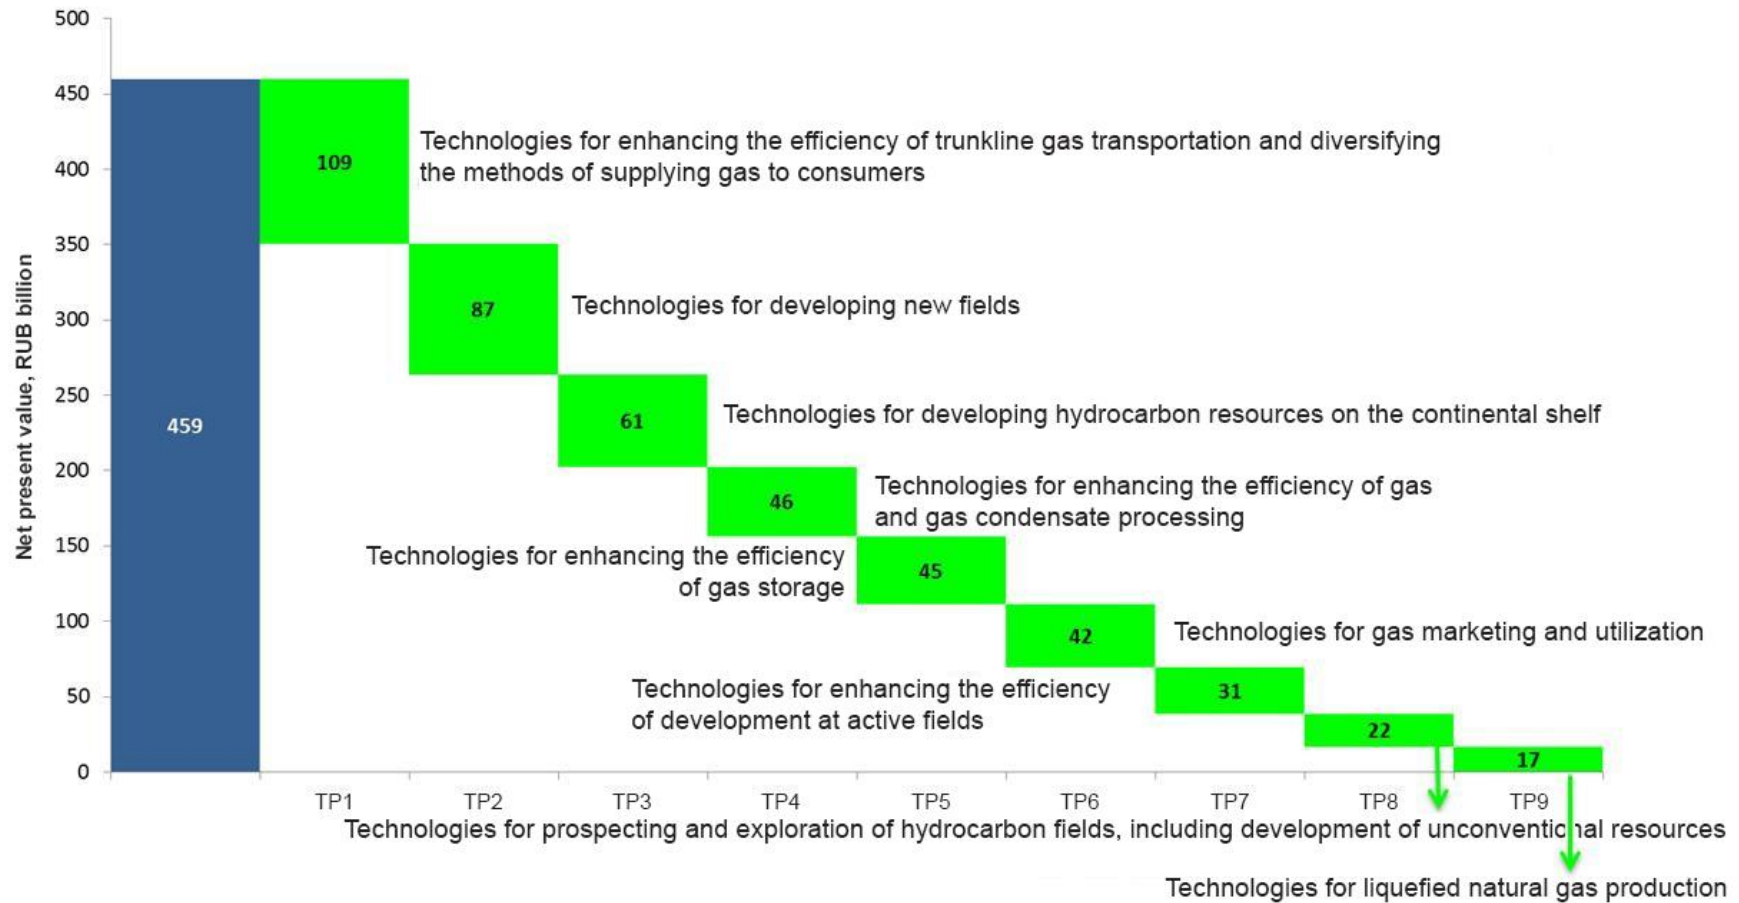 500
450
400
350
300
250
200
150
100
50
0
Net present value, RUB billion
459
109
Technologies for enhancing the efficiency of trunkline gas transportation and diversifying
the methods of supplying gas to consumers
87
Technologies for developing new fields
61
Technologies for developing hydrocarbon resources on the continental shelf
46
Technologies for enhancing the efficiency of gas
and gas condensate processing
Technologies for enhancing the efficiency
of gas storage
45
42
Technologies for gas marketing and utilization
Technologies for enhancing the efficiency
of development at active fields
31
22
17
TP1 TP2 TP3 TP4 TP5 TP6 TP7 TP8 TP9
Technologies for prospecting and exploration of hydrocarbon fields, including development of unconventional resources
Technologies for liquefied natural gas production